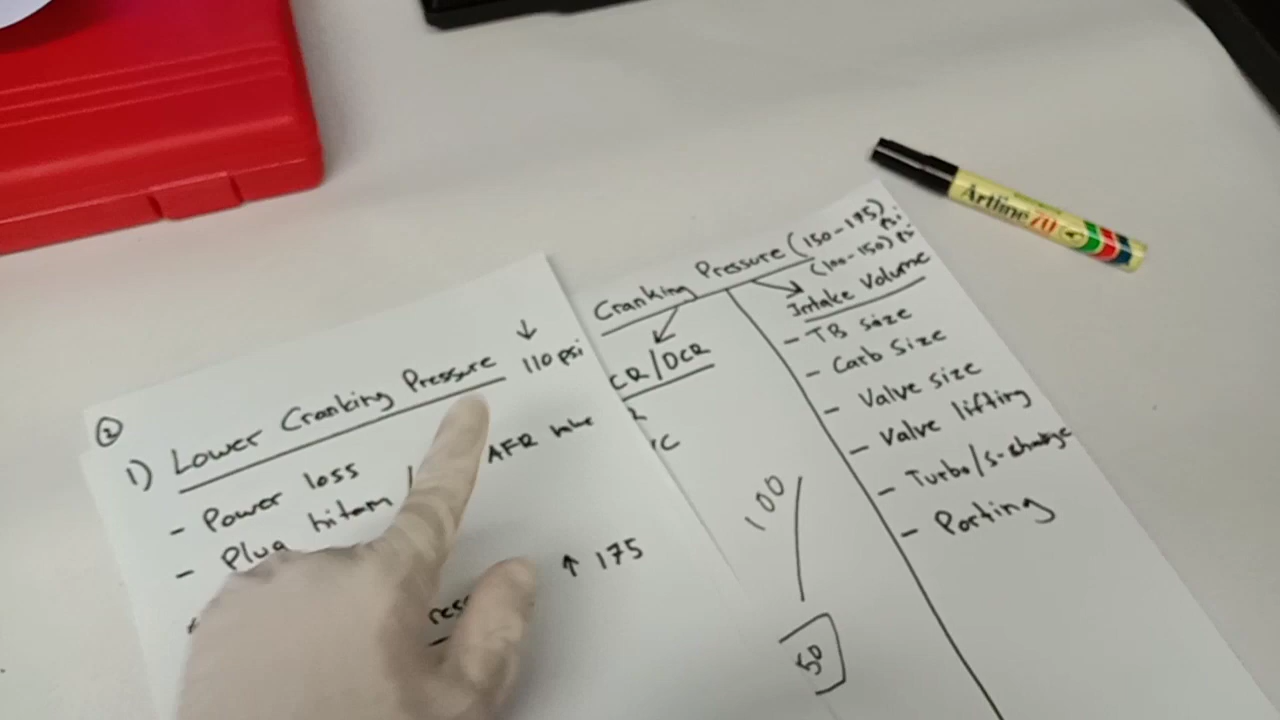 ②
1) Lower Cranking Pressure ↓ 110 psi
- Power loss
- Plug hitam / AFR
↑ 175
Cranking Pressure (150-175) psi
(100-150) psi
CR/DCR
Intake Volume
- TB size
- Carb size
- Valve size
- Valve lifting
- Turbo/S-charge
- Porting
100
50
Artline 70